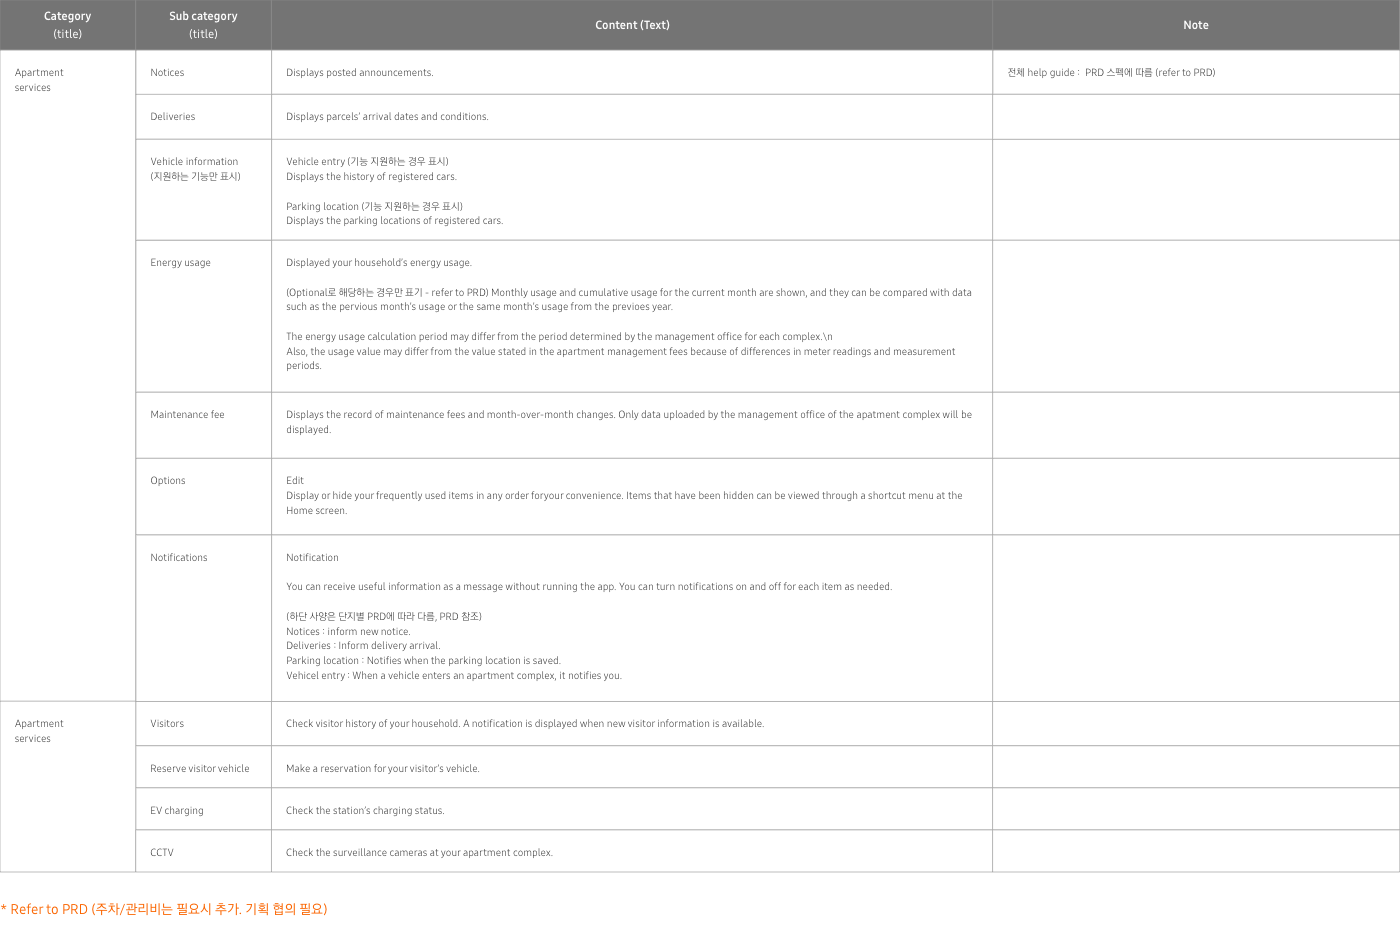 Category
(title)
Sub category
(title)
Content (Text)
Note
Apartment
services
Notices
Displays posted announcements.
전체 help guide :  PRD 스펙에 따름 (refer to PRD)
Deliveries
Displays parcels' arrival dates and conditions.
Vehicle information
(지원하는 기능만 표시)
Vehicle entry (기능 지원하는 경우 표시)
Displays the history of registered cars.
Parking location (기능 지원하는 경우 표시)
Displays the parking locations of registered cars.
Energy usage
Displayed your household's energy usage.
(Optional로 해당하는 경우만 표기 - refer to PRD) Monthly usage and cumulative usage for the current month are shown, and they can be compared with data
such as the pervious month's usage or the same month's usage from the previoes year.
The energy usage calculation period may differ from the period determined by the management office for each complex.\n
Also, the usage value may differ from the value stated in the apartment management fees because of differences in meter readings and measurement
periods.
Maintenance fee
Displays the record of maintenance fees and month-over-month changes. Only data uploaded by the management office of the apatment complex will be
displayed.
Options
Edit
Display or hide your frequently used items in any order foryour convenience. Items that have been hidden can be viewed through a shortcut menu at the
Home screen.
Notifications
Notification
You can receive useful information as a message without running the app. You can turn notifications on and off for each item as needed.
(하단 사양은 단지별 PRD에 따라 다름, PRD 참조)
Notices : inform new notice.
Deliveries : Inform delivery arrival.
Parking location : Notifies when the parking location is saved.
Vehicel entry : When a vehicle enters an apartment complex, it notifies you.
Apartment
services
Visitors
Check visitor history of your household. A notification is displayed when new visitor information is available.
Reserve visitor vehicle
Make a reservation for your visitor's vehicle.
EV charging
Check the station's charging status.
CCTV
Check the surveillance cameras at your apartment complex.
* Refer to PRD (주차/관리비는 필요시 추가. 기획 협의 필요)